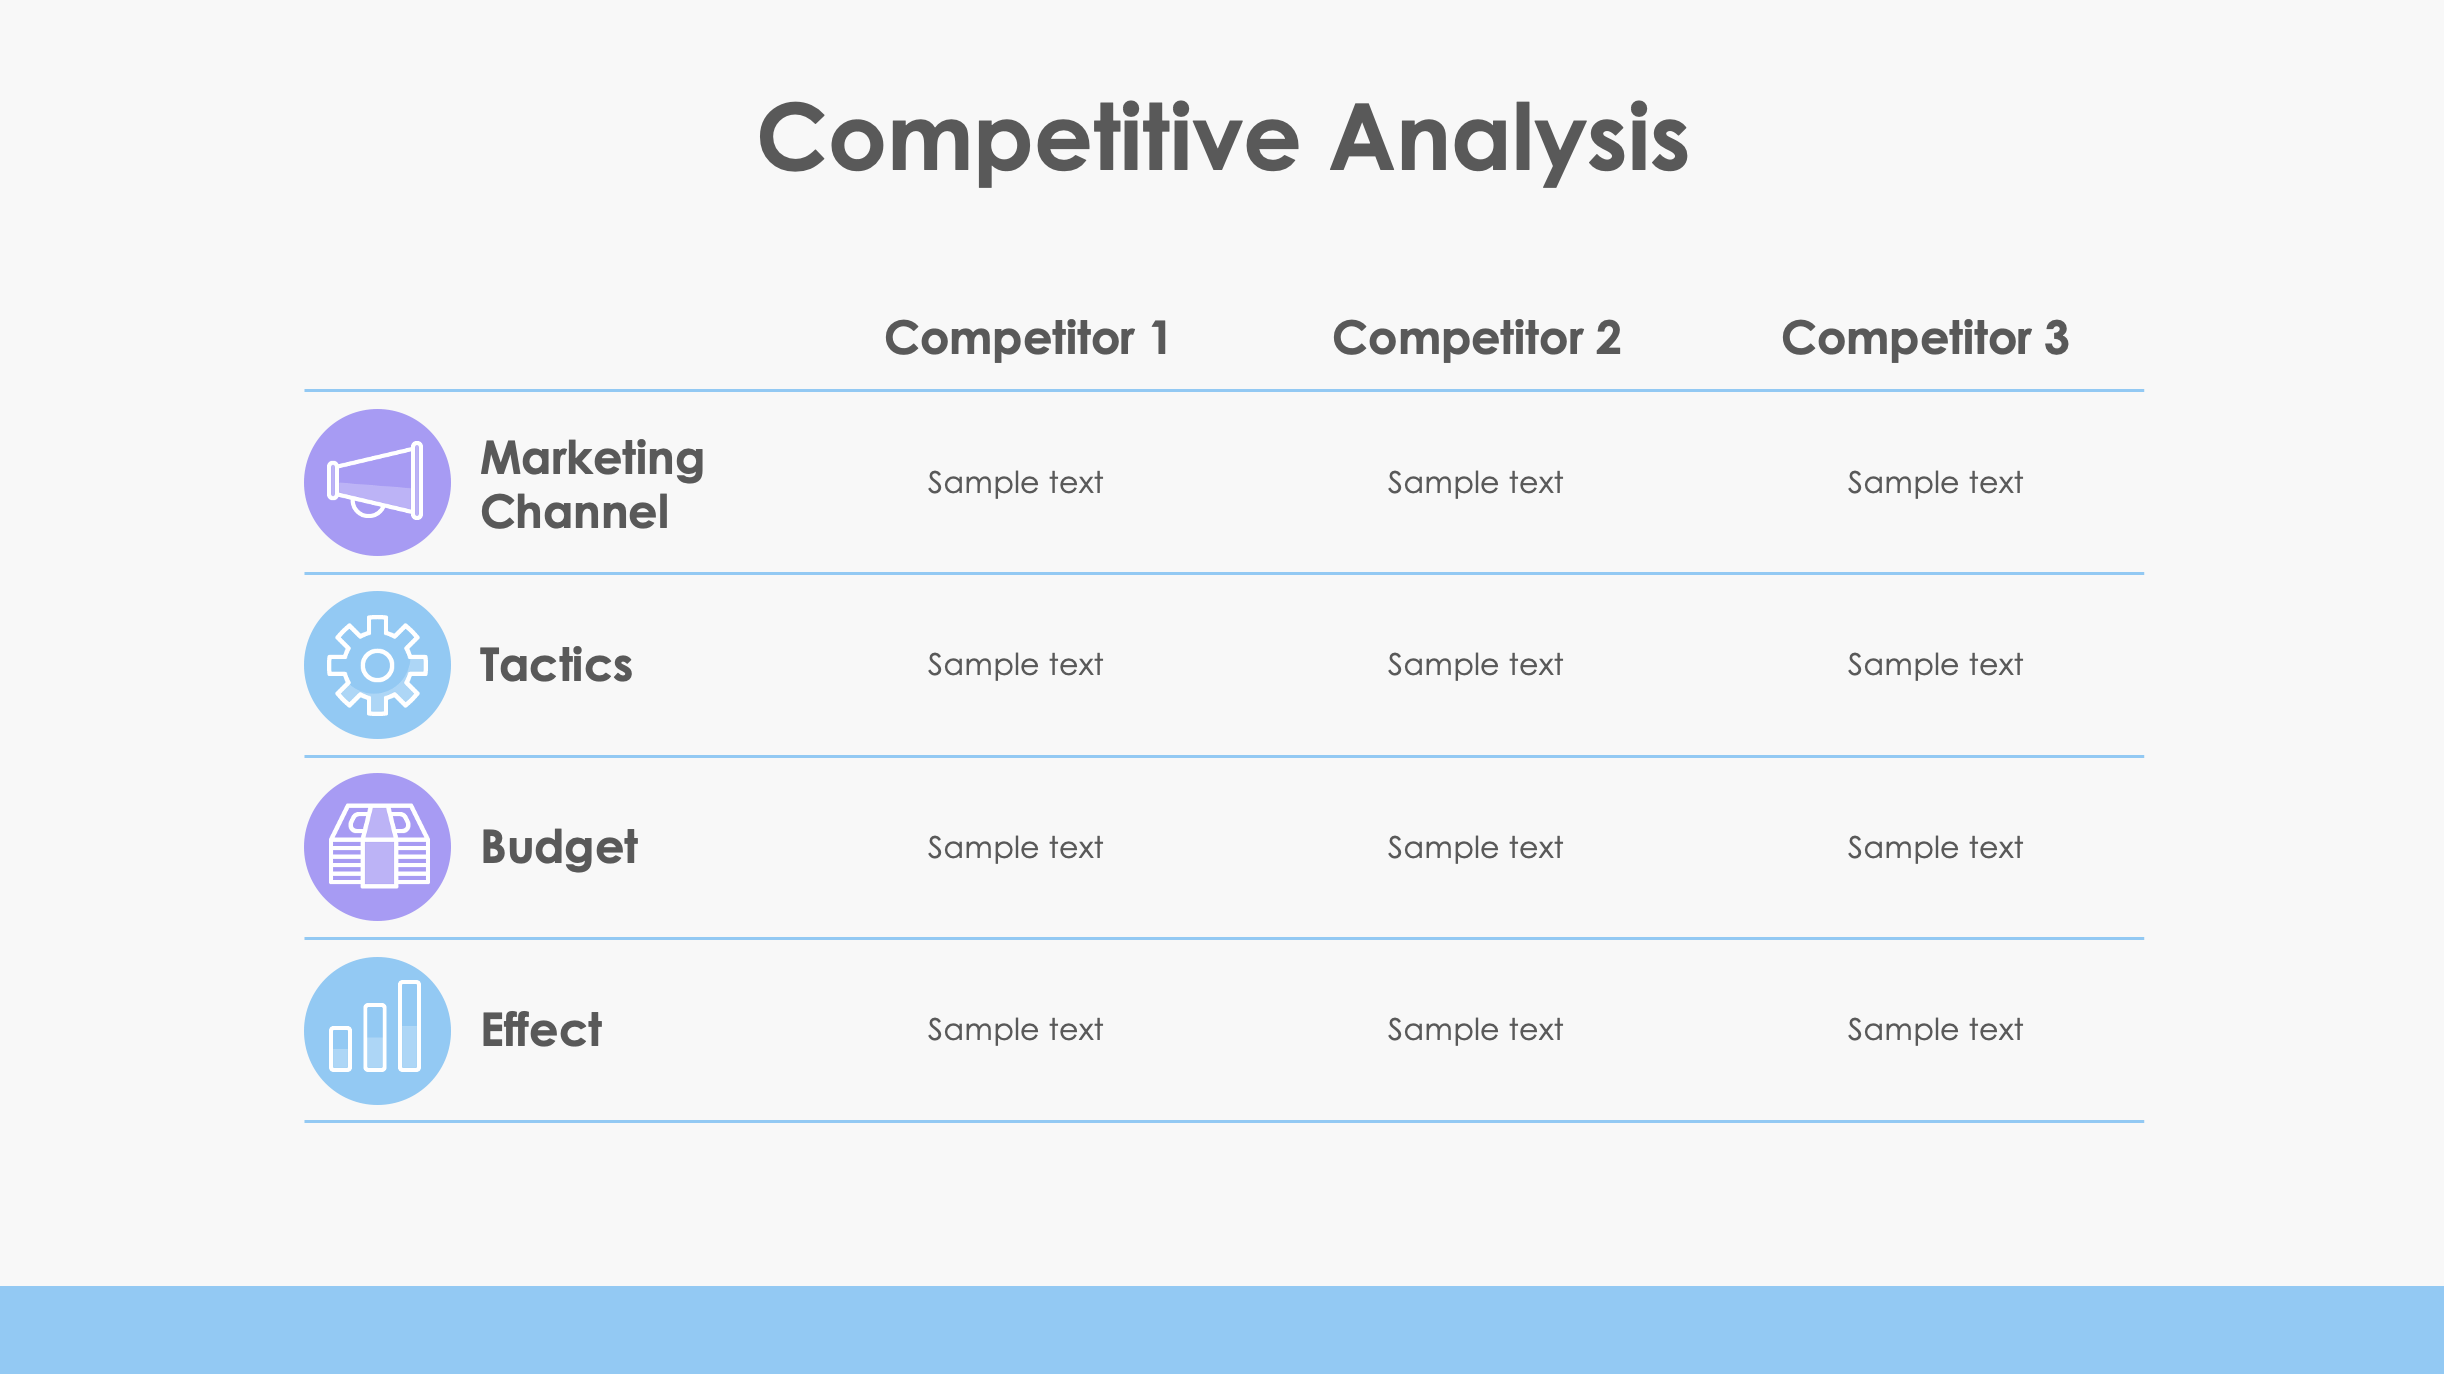 Competitive Analysis
Competitor 1 Competitor 2 Competitor 3
Marketing
Channel
Sample text Sample text Sample text
Tactics Sample text Sample text Sample text
Budget Sample text Sample text Sample text
Effect Sample text Sample text Sample text